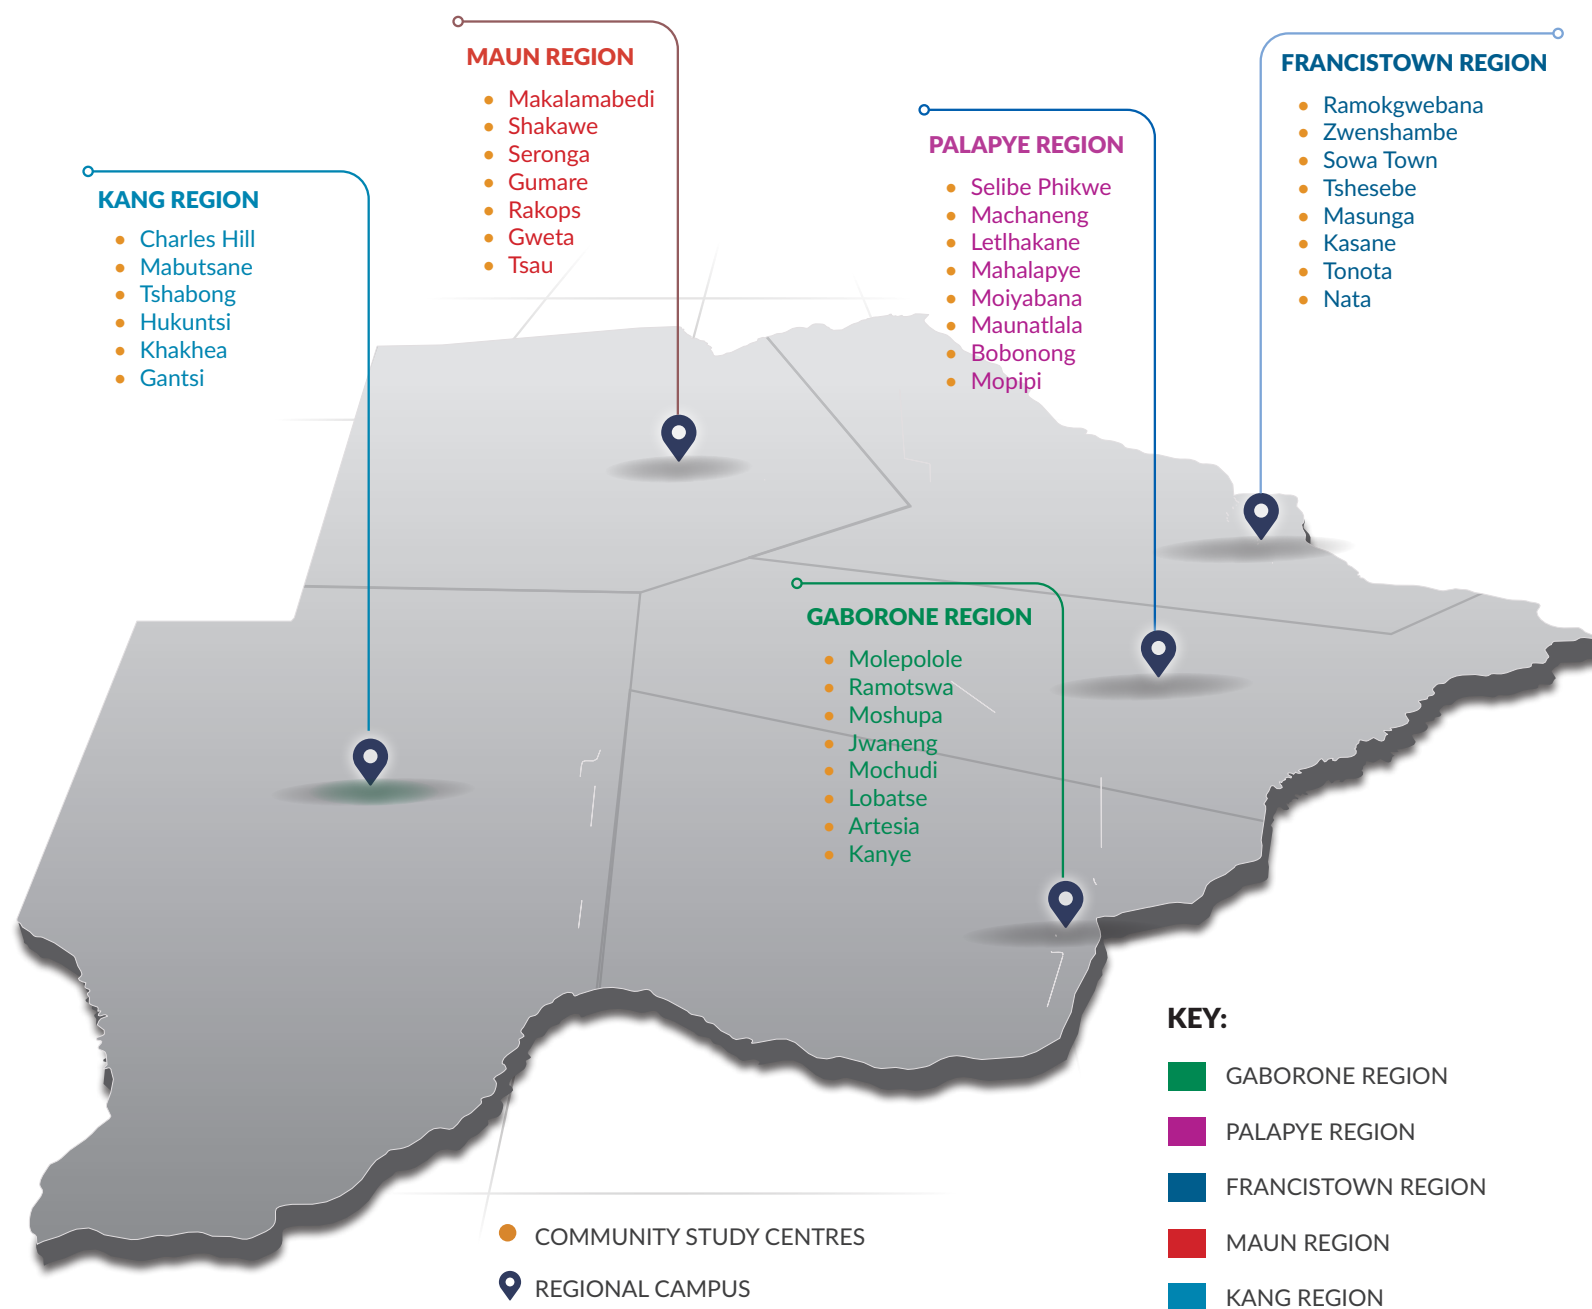 MAUN REGION
Makalamabedi
Shakawe
Seronga
Gumare
Rakops
Gweta
Tsau
FRANCISTOWN REGION
Ramokgwebana
Zwenshambe
Sowa Town
Tshesebe
Masunga
Kasane
Tonota
Nata
PALAPYE REGION
Selibe Phikwe
Machaneng
Letlhakane
Mahalapye
Moiyabana
Maunatlala
Bobonong
Mopipi
KANG REGION
Charles Hill
Mabutsane
Tshabong
Hukuntsi
Khakhea
Gantsi
GABORONE REGION
Molepolole
Ramotswa
Moshupa
Jwaneng
Mochudi
Lobatse
Artesia
Kanye
KEY:
GABORONE REGION
PALAPYE REGION
FRANCISTOWN REGION
MAUN REGION
KANG REGION
COMMUNITY STUDY CENTRES
REGIONAL CAMPUS